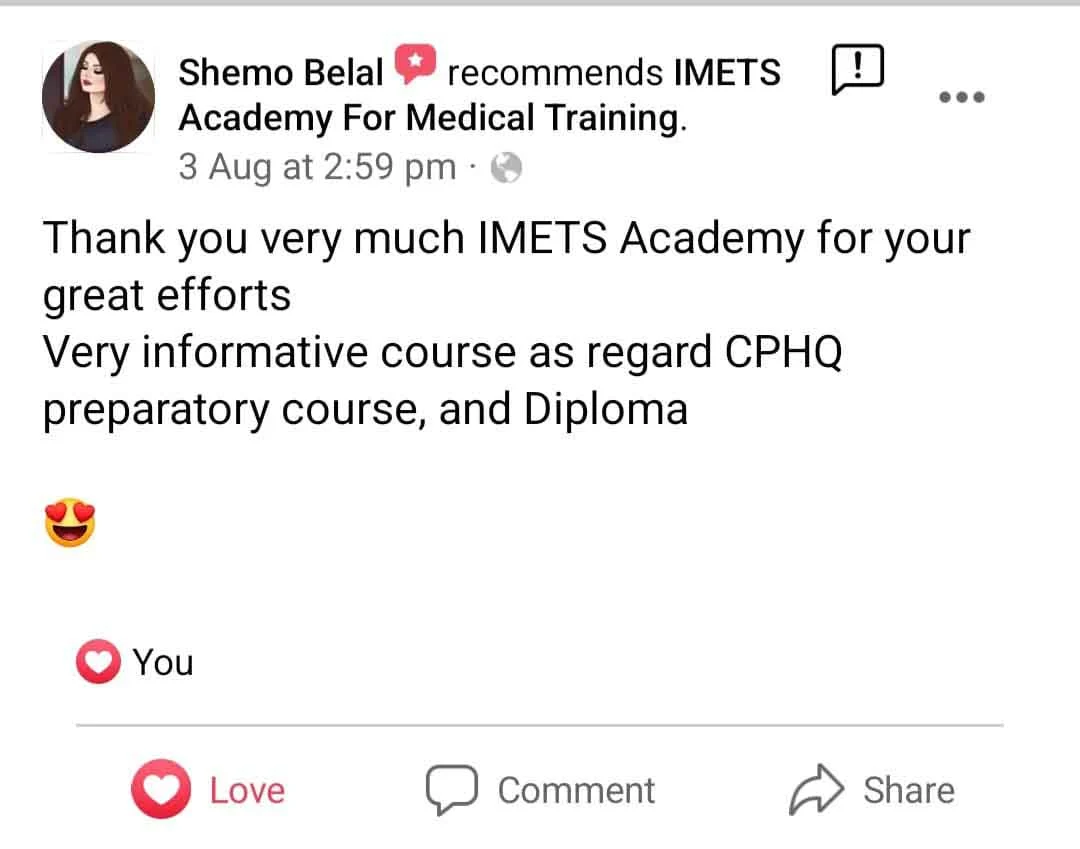 Shemo Belal recommends IMETS
Academy For Medical Training.
3 Aug at 2:59 pm ·
Thank you very much IMETS Academy for your
great efforts
Very informative course as regard CPHQ
preparatory course, and Diploma
You
Love Comment Share